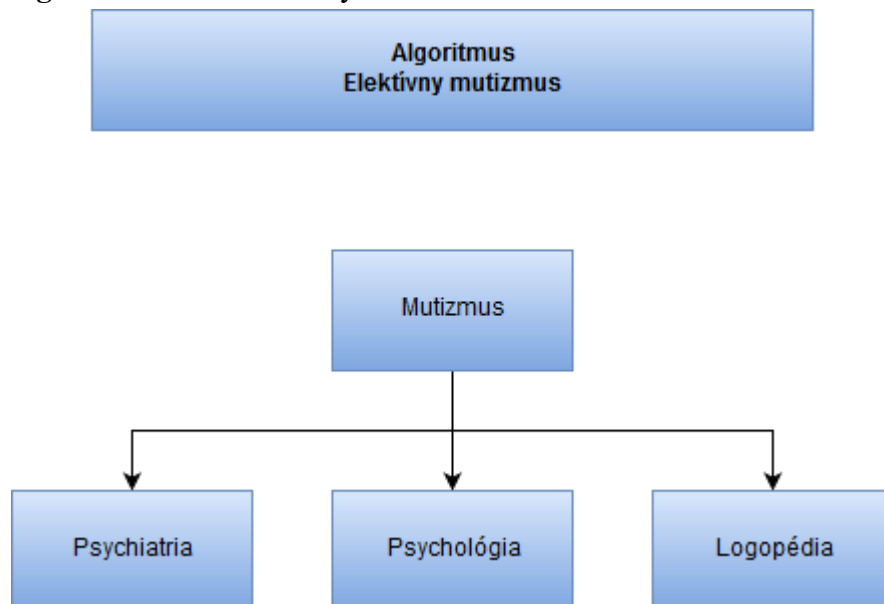 Algoritmus
Elektívny mutizmus
Mutizmus
Psychiatria
Psychológia
Logopédia